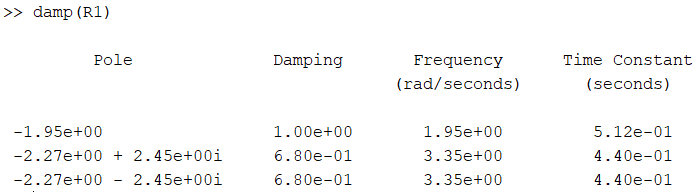 >> damp(R1)
Pole Damping Frequency Time Constant
(rad/seconds) (seconds)
-1.95e+00 1.00e+00 1.95e+00 5.12e-01
-2.27e+00 + 2.45e+00i 6.80e-01 3.35e+00 4.40e-01
-2.27e+00 - 2.45e+00i 6.80e-01 3.35e+00 4.40e-01